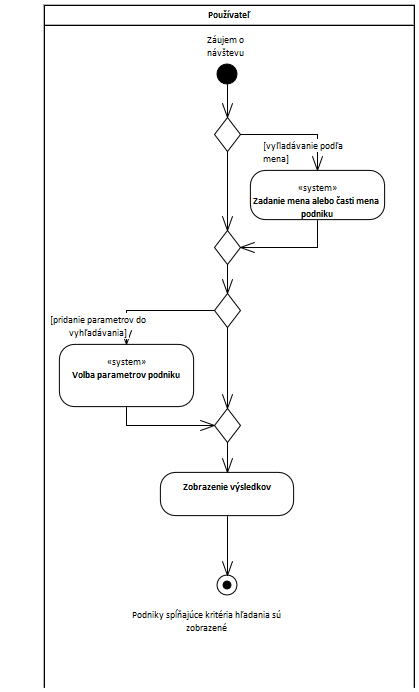 Používateľ
Záujem o
návštevu
[vyľladávanie podľa
mena]
«system»
Zadanie mena alebo časti mena
podniku
[pridanie parametrov do
vyhľadávania]
«system»
Volba parametrov podniku
Zobrazenie výsledkov
Podniky spĺňajúce kritéria hľadania sú
zobrazené